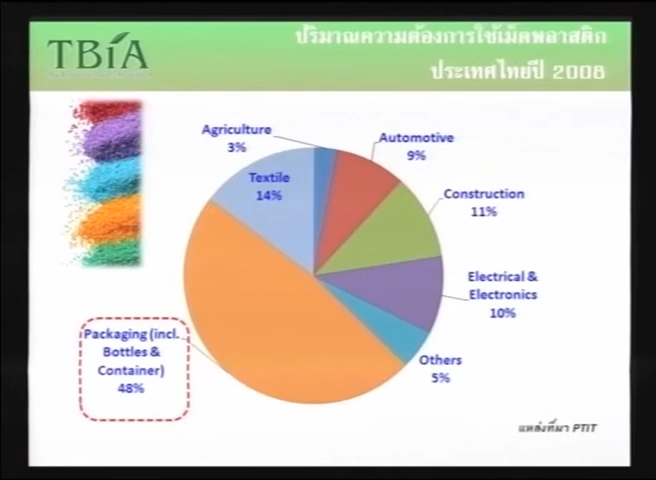 TBiA
ปริมาณความต้องการใช้เม็ดพลาสติก
ประเทศไทยปี 2008
Agriculture
3%
Automotive
9%
Textile
14%
Construction
11%
Electrical &
Electronics
10%
Packaging (incl.
Bottles &
Container)
48%
Others
5%
แหล่งที่มา PTIT